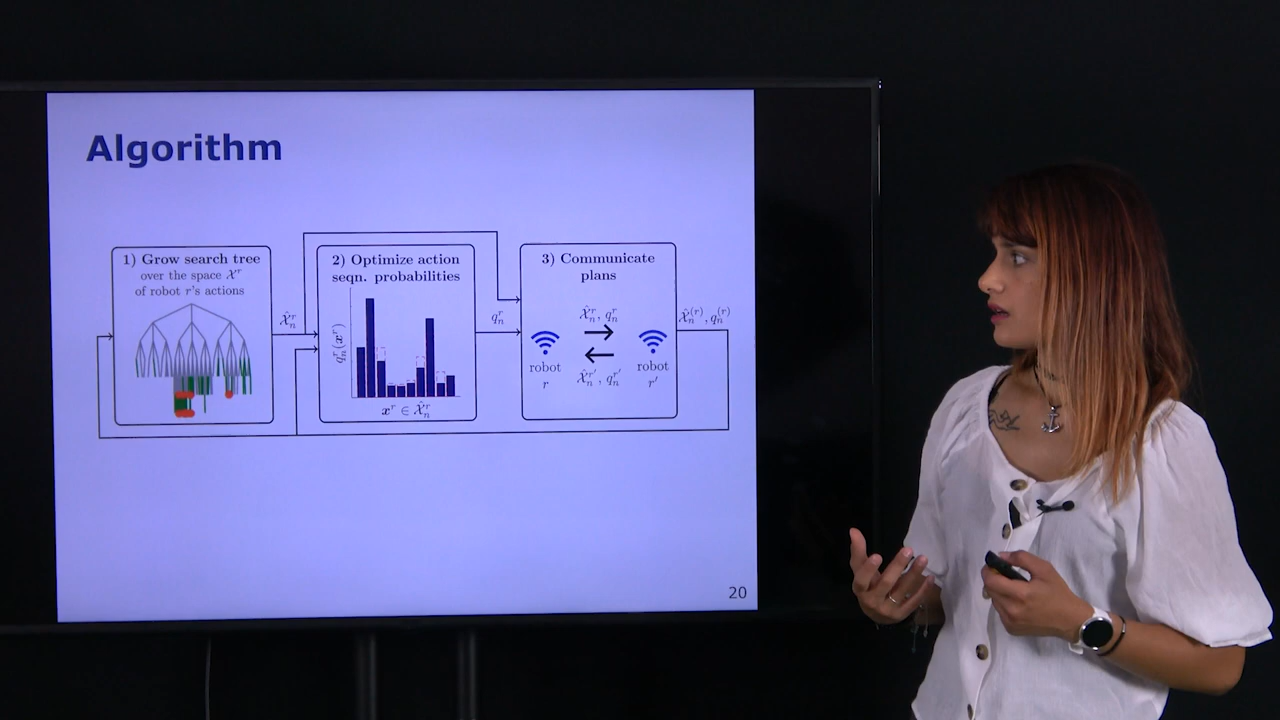 Algorithm
1) Grow search tree
over the space 𝒳^r
of robot r's actions
𝒳̂_n^r
2) Optimize action
seqn. probabilities
q_n^r(x^r)
x^r ∈ 𝒳̂_n^r
q_n^r
3) Communicate
plans
𝒳̂_n^r, q_n^r
robot
r
𝒳̂_n^r', q_n^r'
robot
r'
𝒳̂_n^(r), q_n^(r)
20